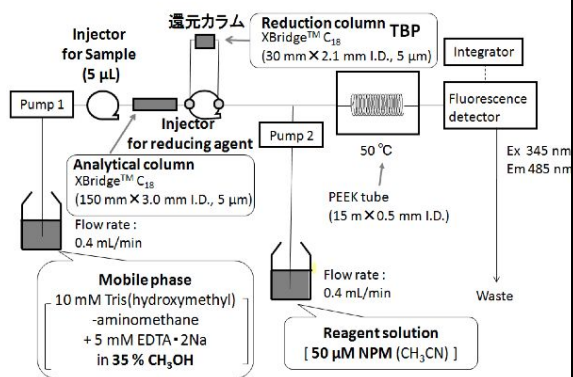 還元カラム
Reduction column TBP
XBridge™ C18
(30 mm×2.1 mm I.D., 5 μm)
Injector
for Sample
(5 μL)
Integrator
Pump 1
Fluorescence
detector
Injector
for reducing agent
Pump 2
50 ℃
Ex 345 nm
Em 485nm
Analytical column
XBridge™ C18
(150 mm×3.0 mm I.D., 5 μm)
PEEK tube
(15 m×0.5 mm I.D.)
Flow rate :
0.4 mL/min
Mobile phase
10 mM Tris(hydroxymethyl)
-aminomethane
+ 5 mM EDTA・2Na
in 35 % CH3OH
Flow rate :
0.4 mL/min
Waste
Reagent solution
[ 50 μM NPM (CH3CN) ]